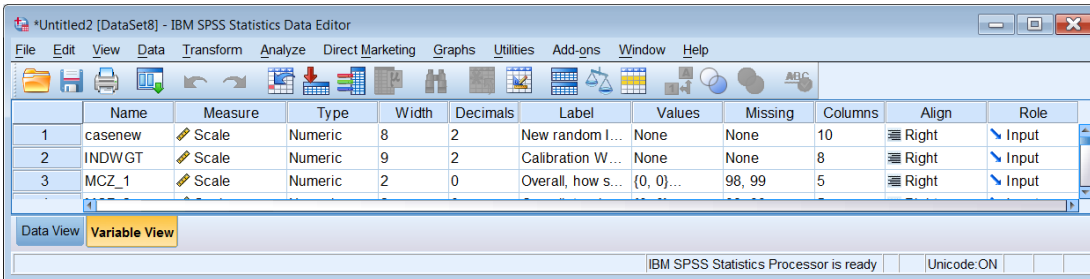 *Untitled2 [DataSet8] - IBM SPSS Statistics Data Editor
File Edit View Data Transform Analyze Direct Marketing Graphs Utilities Add-ons Window Help
Name Measure Type Width Decimals Label Values Missing Columns Align Role
1 casenew Scale Numeric 8 2 New random I... None None 10 Right Input
2 INDWGT Scale Numeric 9 2 Calibration W... None None 8 Right Input
3 MCZ_1 Scale Numeric 2 0 Overall, how s... {0, 0}... 98, 99 5 Right Input
Data View Variable View
IBM SPSS Statistics Processor is ready Unicode:ON